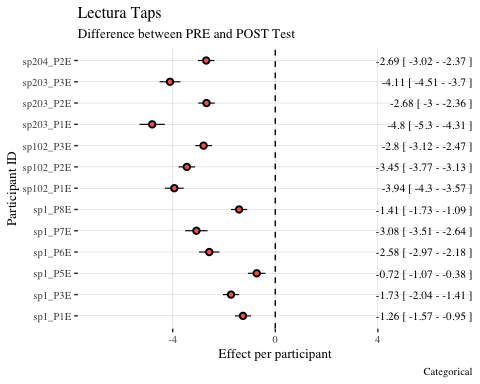 Lectura Taps
Difference between PRE and POST Test
Participant ID
sp204_P2E -2.69 [ -3.02 - -2.37 ]
sp203_P3E -4.11 [ -4.51 - -3.7 ]
sp203_P2E -2.68 [ -3 - -2.36 ]
sp203_P1E -4.8 [ -5.3 - -4.31 ]
sp102_P3E -2.8 [ -3.12 - -2.47 ]
sp102_P2E -3.45 [ -3.77 - -3.13 ]
sp102_P1E -3.94 [ -4.3 - -3.57 ]
sp1_P8E -1.41 [ -1.73 - -1.09 ]
sp1_P7E -3.08 [ -3.51 - -2.64 ]
sp1_P6E -2.58 [ -2.97 - -2.18 ]
sp1_P5E -0.72 [ -1.07 - -0.38 ]
sp1_P3E -1.73 [ -2.04 - -1.41 ]
sp1_P1E -1.26 [ -1.57 - -0.95 ]
-4 0 4
Effect per participant
Categorical